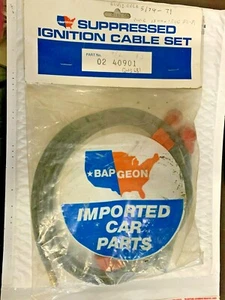 SUPPRESSED
IGNITION CABLE SET
PART No.
02 40901
BAP GEON
IMPORTED
CAR
PARTS